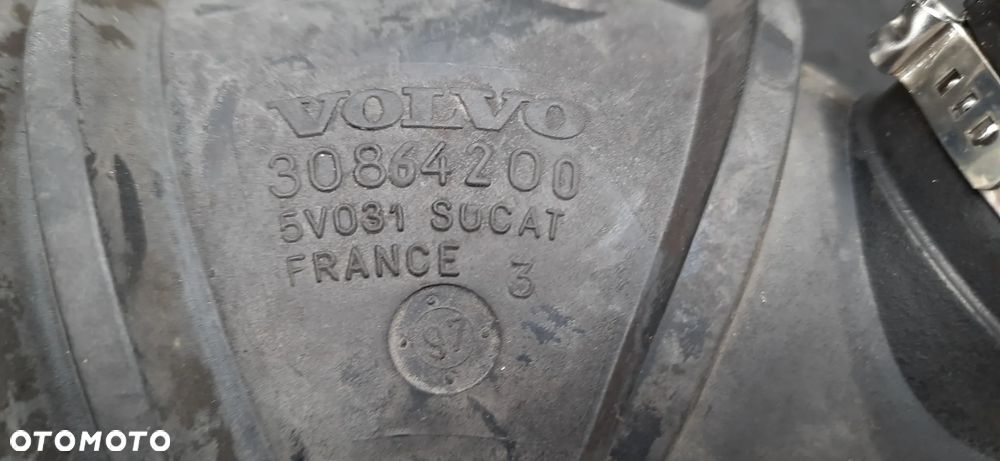 VOLVO
30864200
5V031 SUCAT
FRANCE 3
97
OTOMOTO